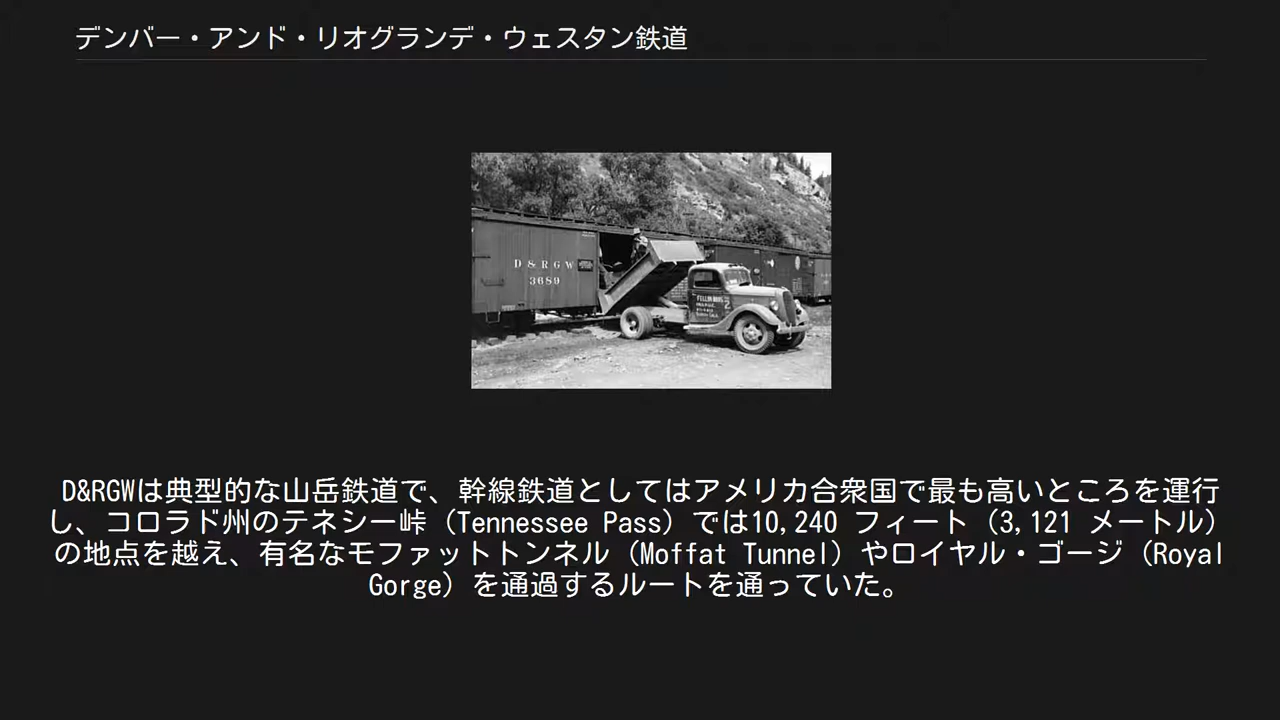 デンバー・アンド・リオグランデ・ウェスタン鉄道
D & R G W
3689
D&RGWは典型的な山岳鉄道で、幹線鉄道としてはアメリカ合衆国で最も高いところを運行
し、コロラド州のテネシー峠（Tennessee Pass）では10,240 フィート（3,121 メートル）
の地点を越え、有名なモファットトンネル（Moffat Tunnel）やロイヤル・ゴージ（Royal
Gorge）を通過するルートを通っていた。